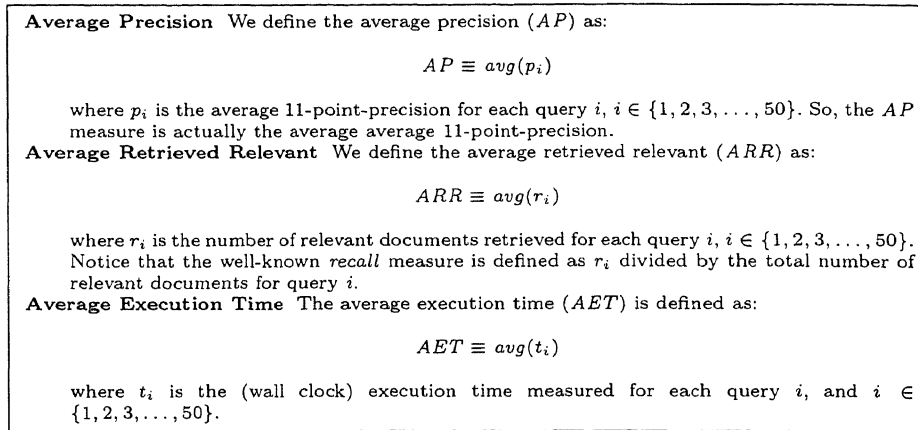 Average Precision We define the average precision (AP) as:
AP ≡ avg(p_i)
where p_i is the average 11-point-precision for each query i, i ∈ {1, 2, 3, . . . , 50}. So, the AP
measure is actually the average average 11-point-precision.
Average Retrieved Relevant We define the average retrieved relevant (ARR) as:
ARR ≡ avg(r_i)
where r_i is the number of relevant documents retrieved for each query i, i ∈ {1, 2, 3, . . . , 50}.
Notice that the well-known recall measure is defined as r_i divided by the total number of
relevant documents for query i.
Average Execution Time The average execution time (AET) is defined as:
AET ≡ avg(t_i)
where t_i is the (wall clock) execution time measured for each query i, and i ∈
{1, 2, 3, . . . , 50}.